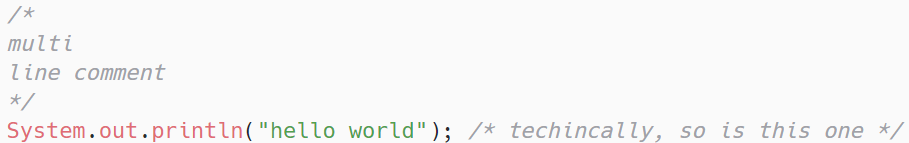 /*
multi
line comment
*/
System.out.println("hello world"); /* techincally, so is this one */